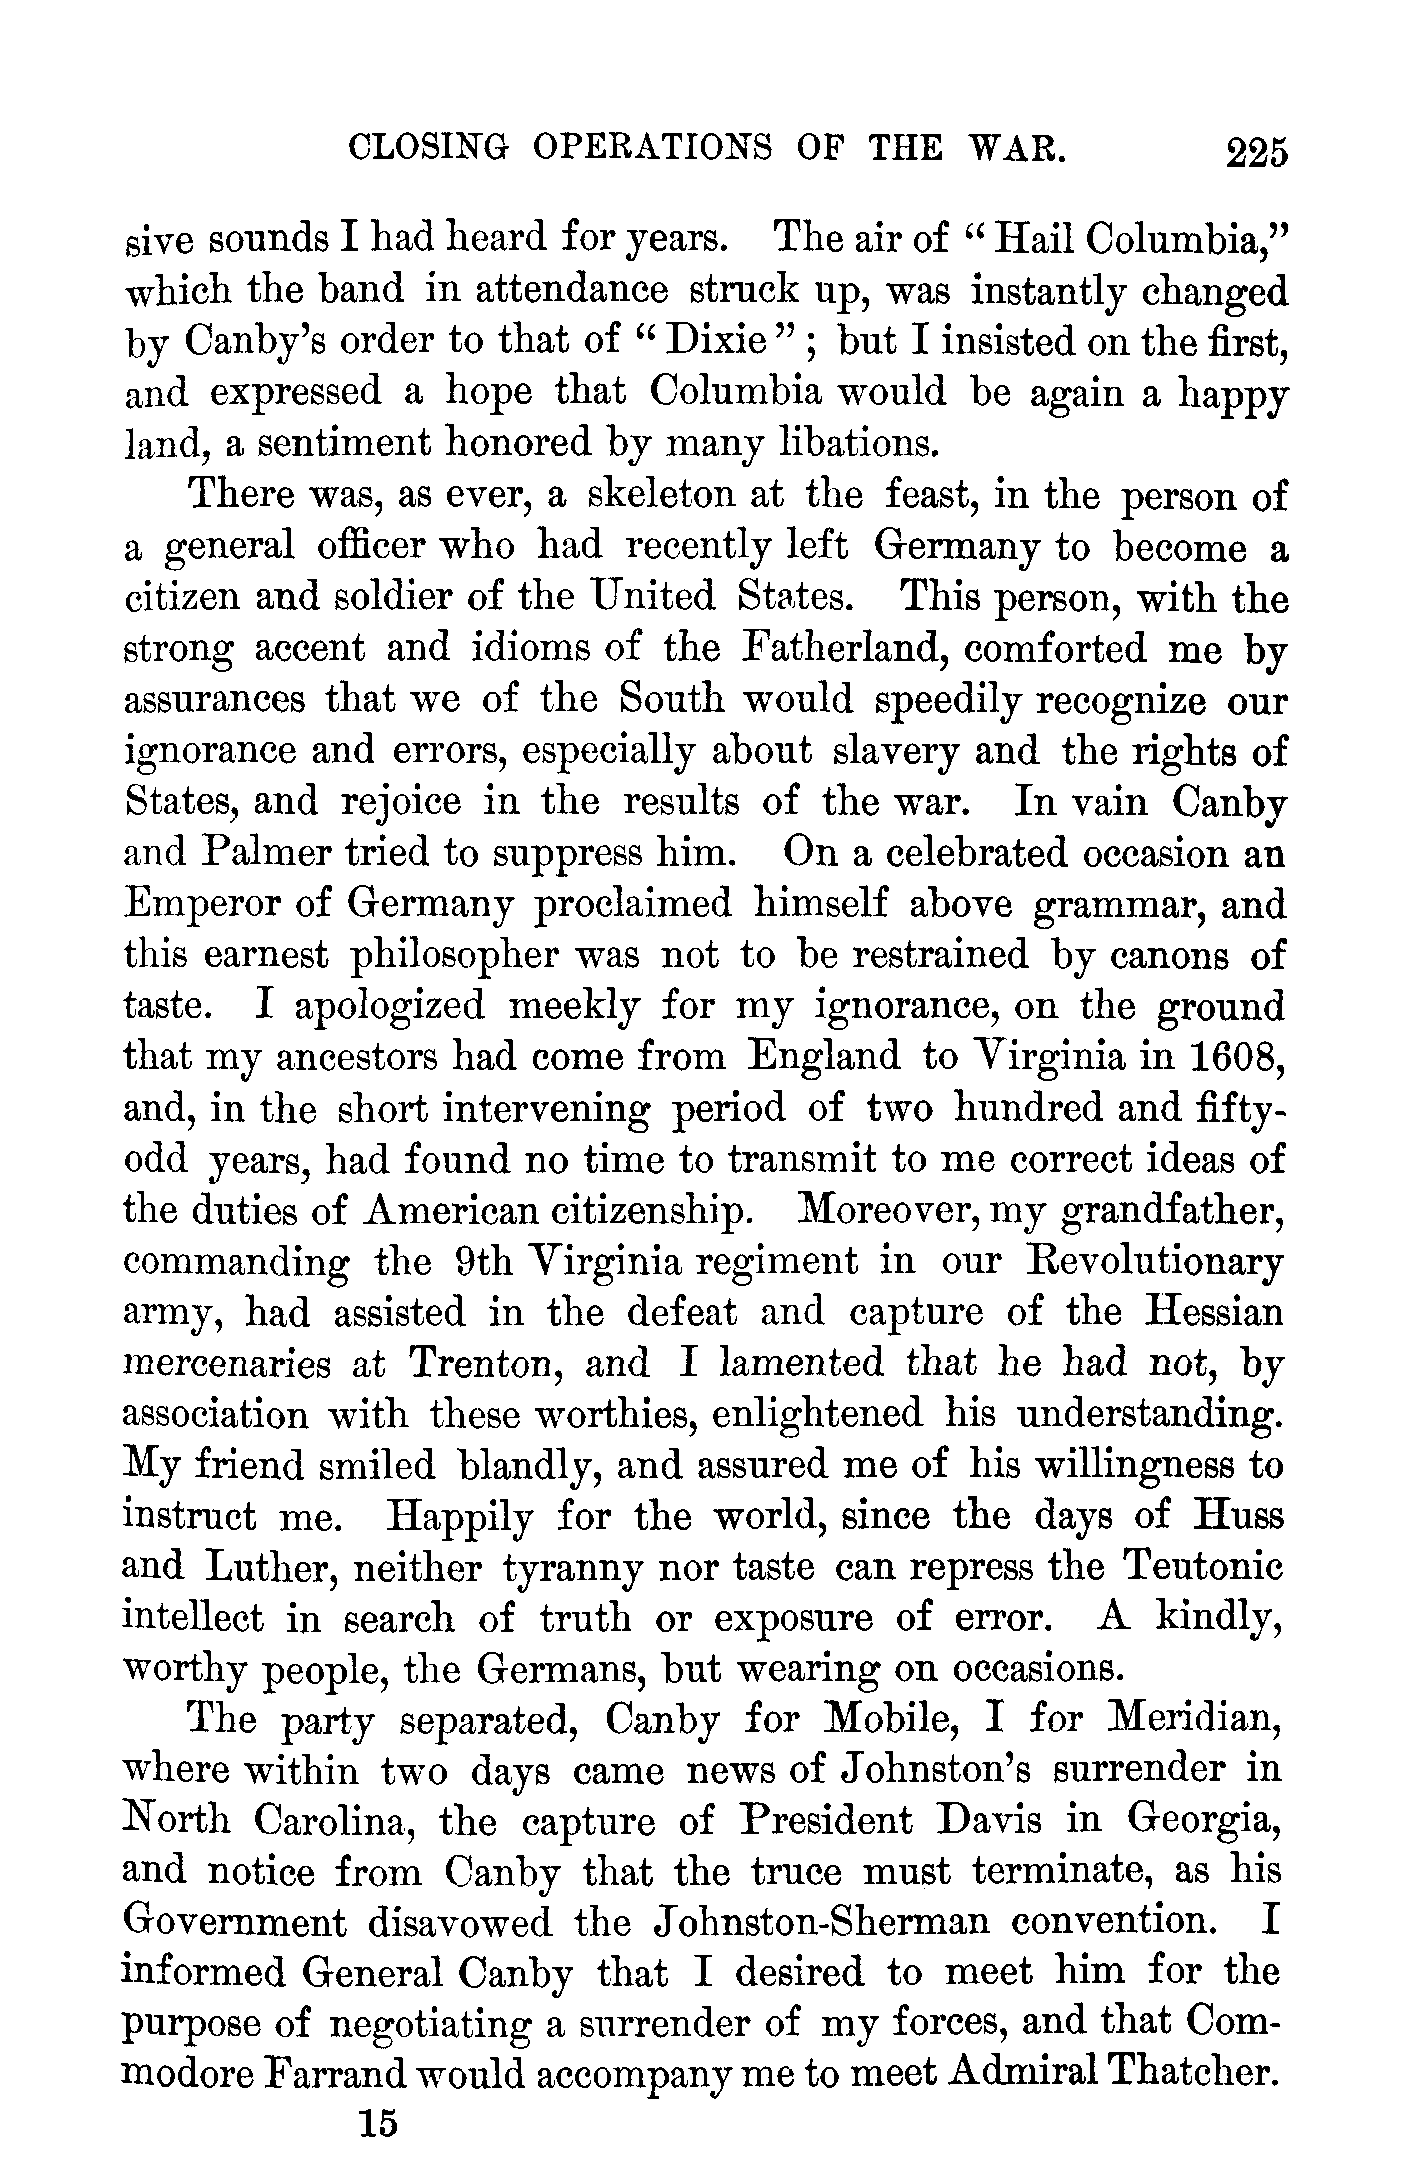 CLOSING OPERATIONS OF THE WAR. 225
sive sounds I had heard for years. The air of “ Hail Columbia,”
which the band in attendance struck up, was instantly changed
by Canby’s order to that of “ Dixie ” ; but I insisted on the first,
and expressed a hope that Columbia would be again a happy
land, a sentiment honored by many libations.
There was, as ever, a skeleton at the feast, in the person of
a general officer who had recently left Germany to become a
citizen and soldier of the United States. This person, with the
strong accent and idioms of the Fatherland, comforted me by
assurances that we of the South would speedily recognize our
ignorance and errors, especially about slavery and the rights of
States, and rejoice in the results of the war. In vain Canby
and Palmer tried to suppress him. On a celebrated occasion an
Emperor of Germany proclaimed himself above grammar, and
this earnest philosopher was not to be restrained by canons of
taste. I apologized meekly for my ignorance, on the ground
that my ancestors had come from England to Virginia in 1608,
and, in the short intervening period of two hundred and fifty-
odd years, had found no time to transmit to me correct ideas of
the duties of American citizenship. Moreover, my grandfather,
commanding the 9th Virginia regiment in our Revolutionary
army, had assisted in the defeat and capture of the Hessian
mercenaries at Trenton, and I lamented that he had not, by
association with these worthies, enlightened his understanding.
My friend smiled blandly, and assured me of his willingness to
instruct me. Happily for the world, since the days of Huss
and Luther, neither tyranny nor taste can repress the Teutonic
intellect in search of truth or exposure of error. A kindly,
worthy people, the Germans, but wearing on occasions.
The party separated, Canby for Mobile, I for Meridian,
where within two days came news of Johnston’s surrender in
North Carolina, the capture of President Davis in Georgia,
and notice from Canby that the truce must terminate, as his
Government disavowed the Johnston-Sherman convention. I
informed General Canby that I desired to meet him for the
purpose of negotiating a surrender of my forces, and that Com-
modore Farrand would accompany me to meet Admiral Thatcher.
15